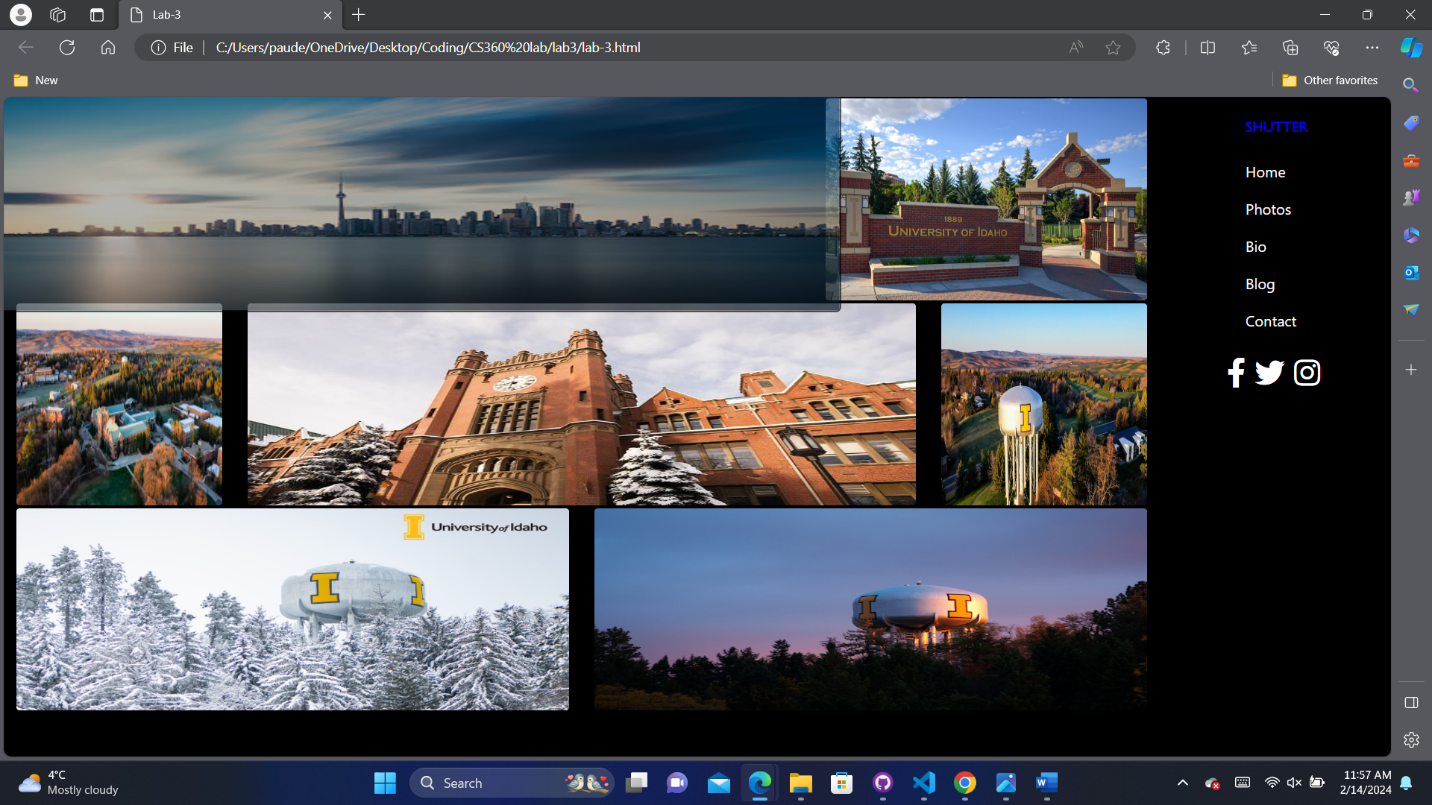 Lab-3
File
C:/Users/paude/OneDrive/Desktop/Coding/CS360%20lab/lab3/lab-3.html
New
Other favorites
1889
UNIVERSITY OF IDAHO
SHUTTER
Home
Photos
Bio
Blog
Contact
I
I University of Idaho
I I
I I
4°C
Mostly cloudy
Search
11:57 AM
2/14/2024